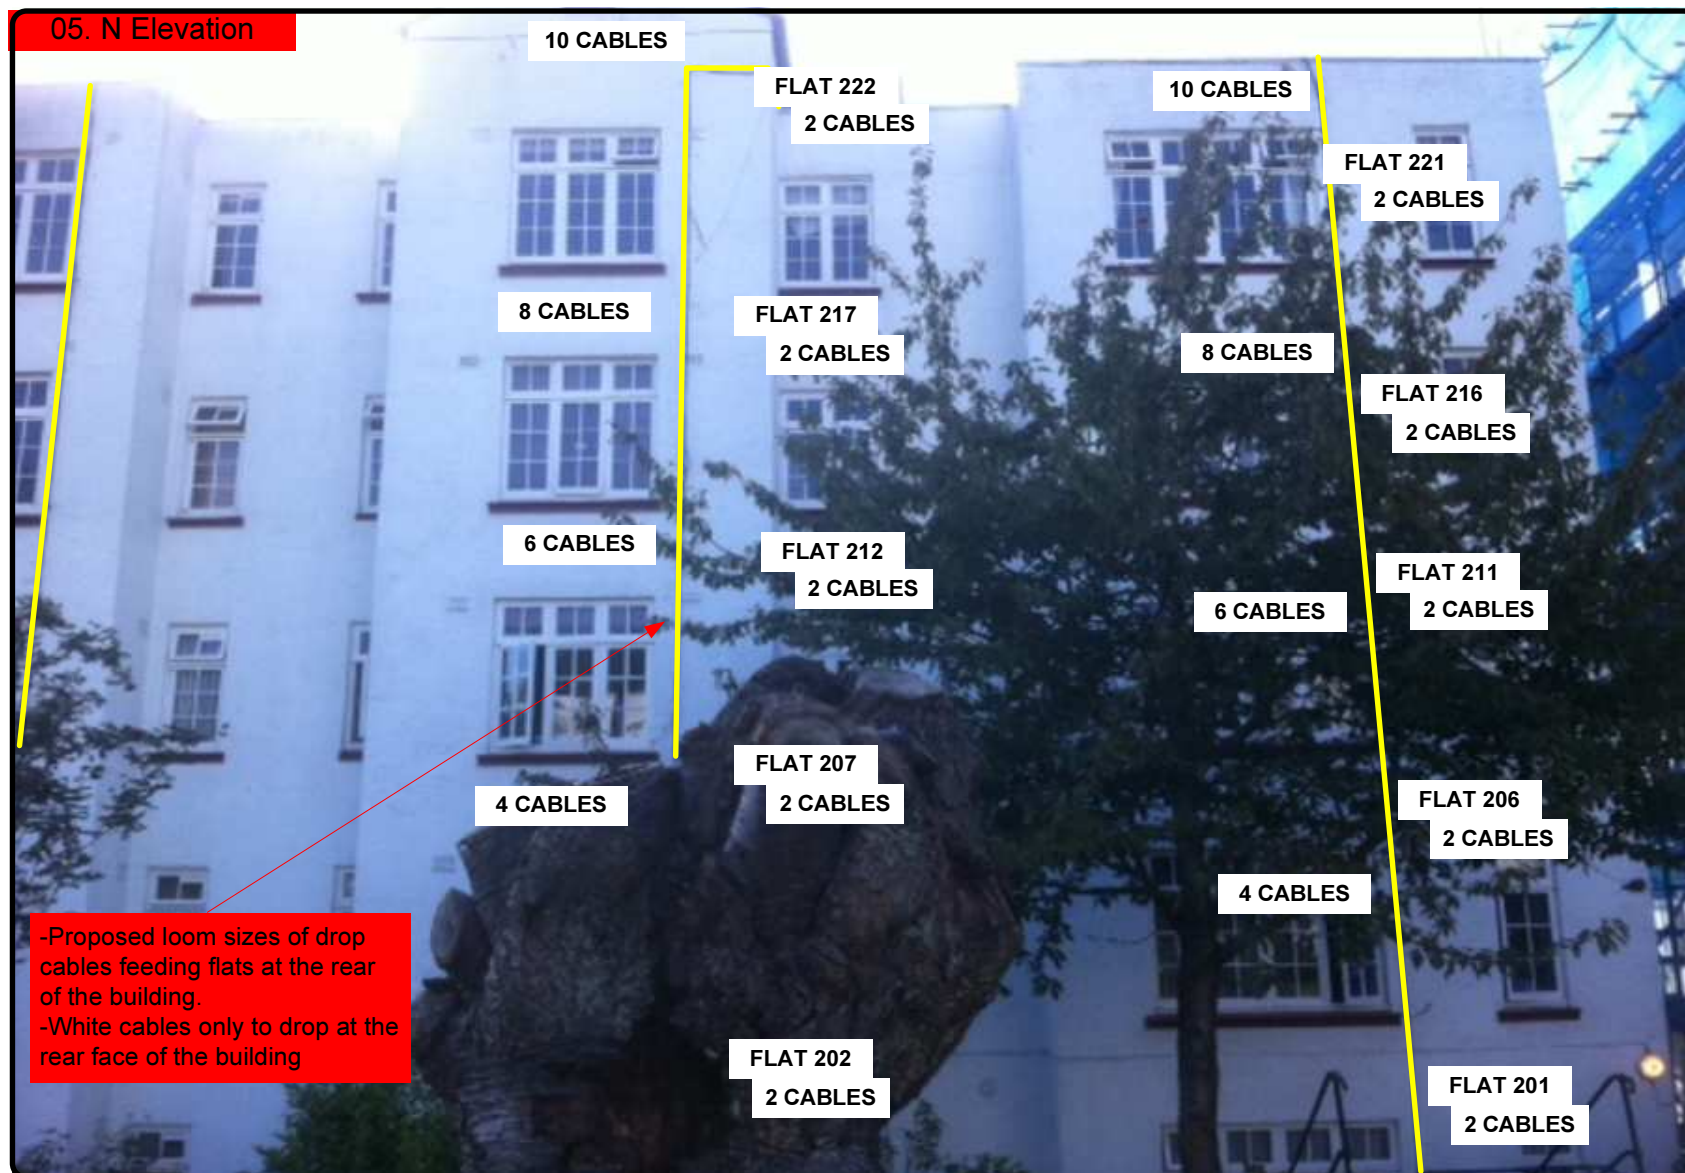 05. N Elevation
10 CABLES
FLAT 222
2 CABLES
10 CABLES
FLAT 221
2 CABLES
8 CABLES
FLAT 217
2 CABLES
8 CABLES
FLAT 216
2 CABLES
6 CABLES
FLAT 212
2 CABLES
6 CABLES
FLAT 211
2 CABLES
4 CABLES
FLAT 207
2 CABLES
4 CABLES
FLAT 206
2 CABLES
-Proposed loom sizes of drop
cables feeding flats at the rear
of the building.
-White cables only to drop at the
rear face of the building
FLAT 202
2 CABLES
FLAT 201
2 CABLES